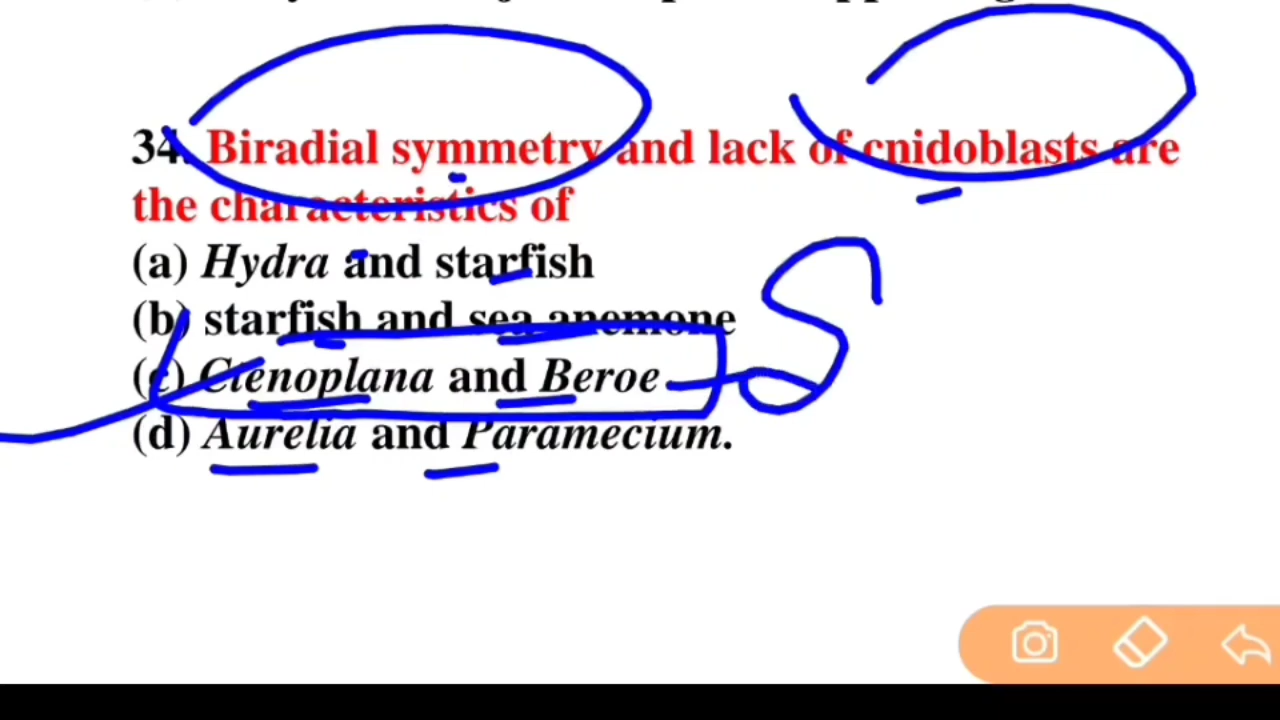 34. Biradial symmetry and lack of cnidoblasts are
the characteristics of
(a) Hydra and starfish
(b) starfish and sea anemone
(c) Ctenoplana and Beroe
(d) Aurelia and Paramecium.